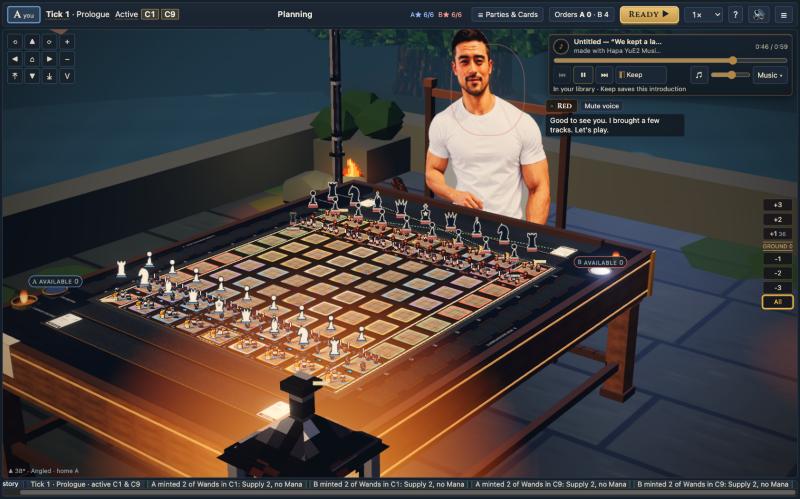 A you
Tick 1 · Prologue Active C1 C9
Planning
A★ 6/6 B★ 6/6
≡ Parties & Cards
Orders A 0 · B 4
READY ▶
1×
?
Untitled — “We kept a la...
made with Hapa YuE2 Musi...
0:46 / 0:59
Keep
Music
In your library · Keep saves this introduction
RED
Mute voice
Good to see you. I brought a few
tracks. Let's play.
V
+3
+2
+1 36
GROUND 0
-1
-2
-3
All
A AVAILABLE 0
B AVAILABLE 0
38° · Angled · home A
story
Tick 1 · Prologue · active C1 & C9
A minted 2 of Wands in C1: Supply 2, no Mana
B minted 2 of Wands in C1: Supply 2, no Mana
A minted 2 of Wands in C9: Supply 2, no Mana
B minted 2 of Wands in C9: Supply 2, no Mana